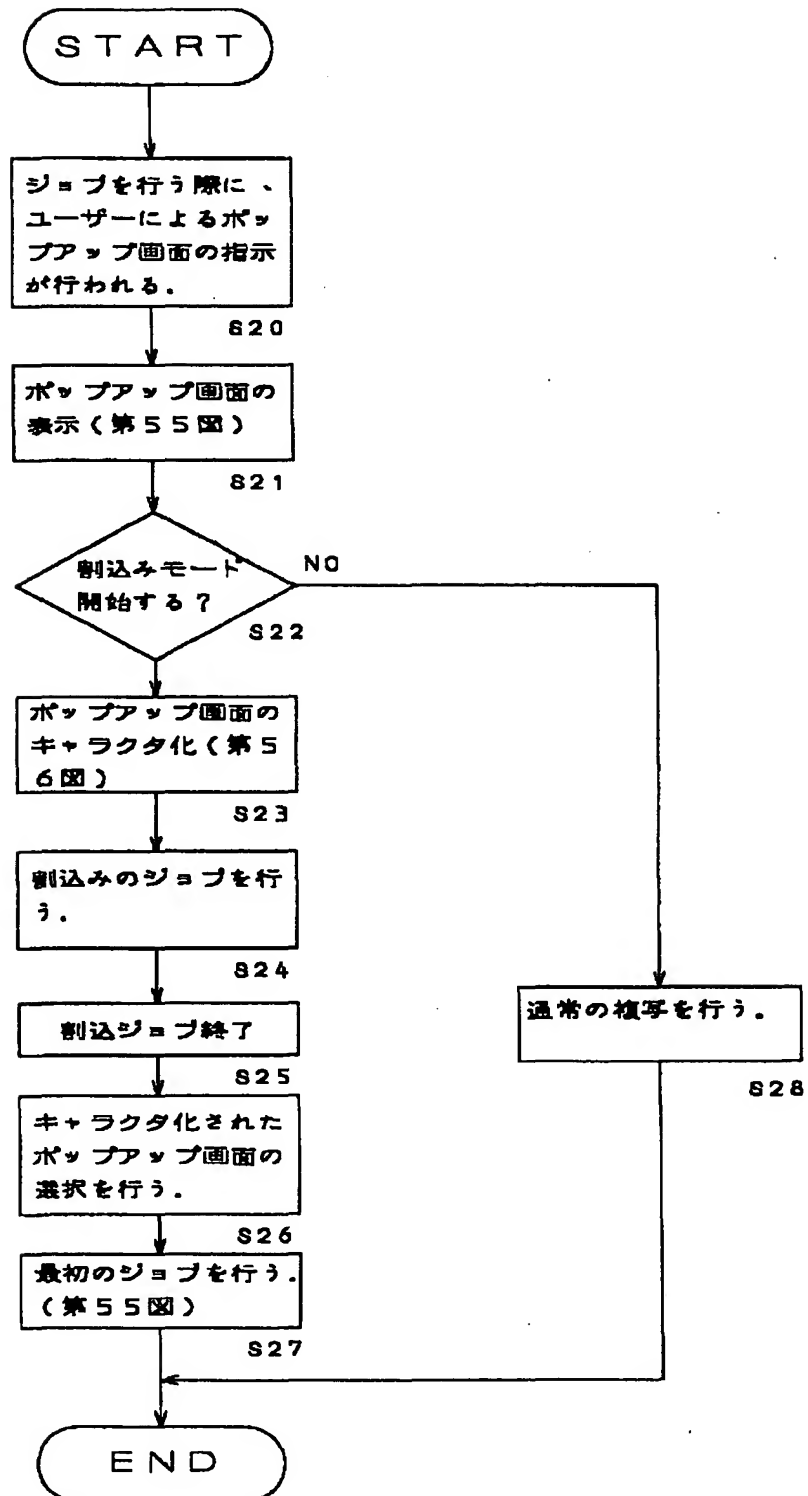 START
ジョブを行う際に、
ユーザーによるポッ
プアップ画面の指示
が行われる.
S20
ポップアップ画面の
表示(第55図)
S21
割込みモード
開始する?
NO
S22
ポップアップ画面の
キャラクタ化(第5
6図)
S23
割込みのジョブを行
う.
S24
割込ジョブ終了
S25
通常の複写を行う.
S28
キャラクタ化された
ポップアップ画面の
選択を行う.
S26
最初のジョブを行う.
(第55図)
S27
END